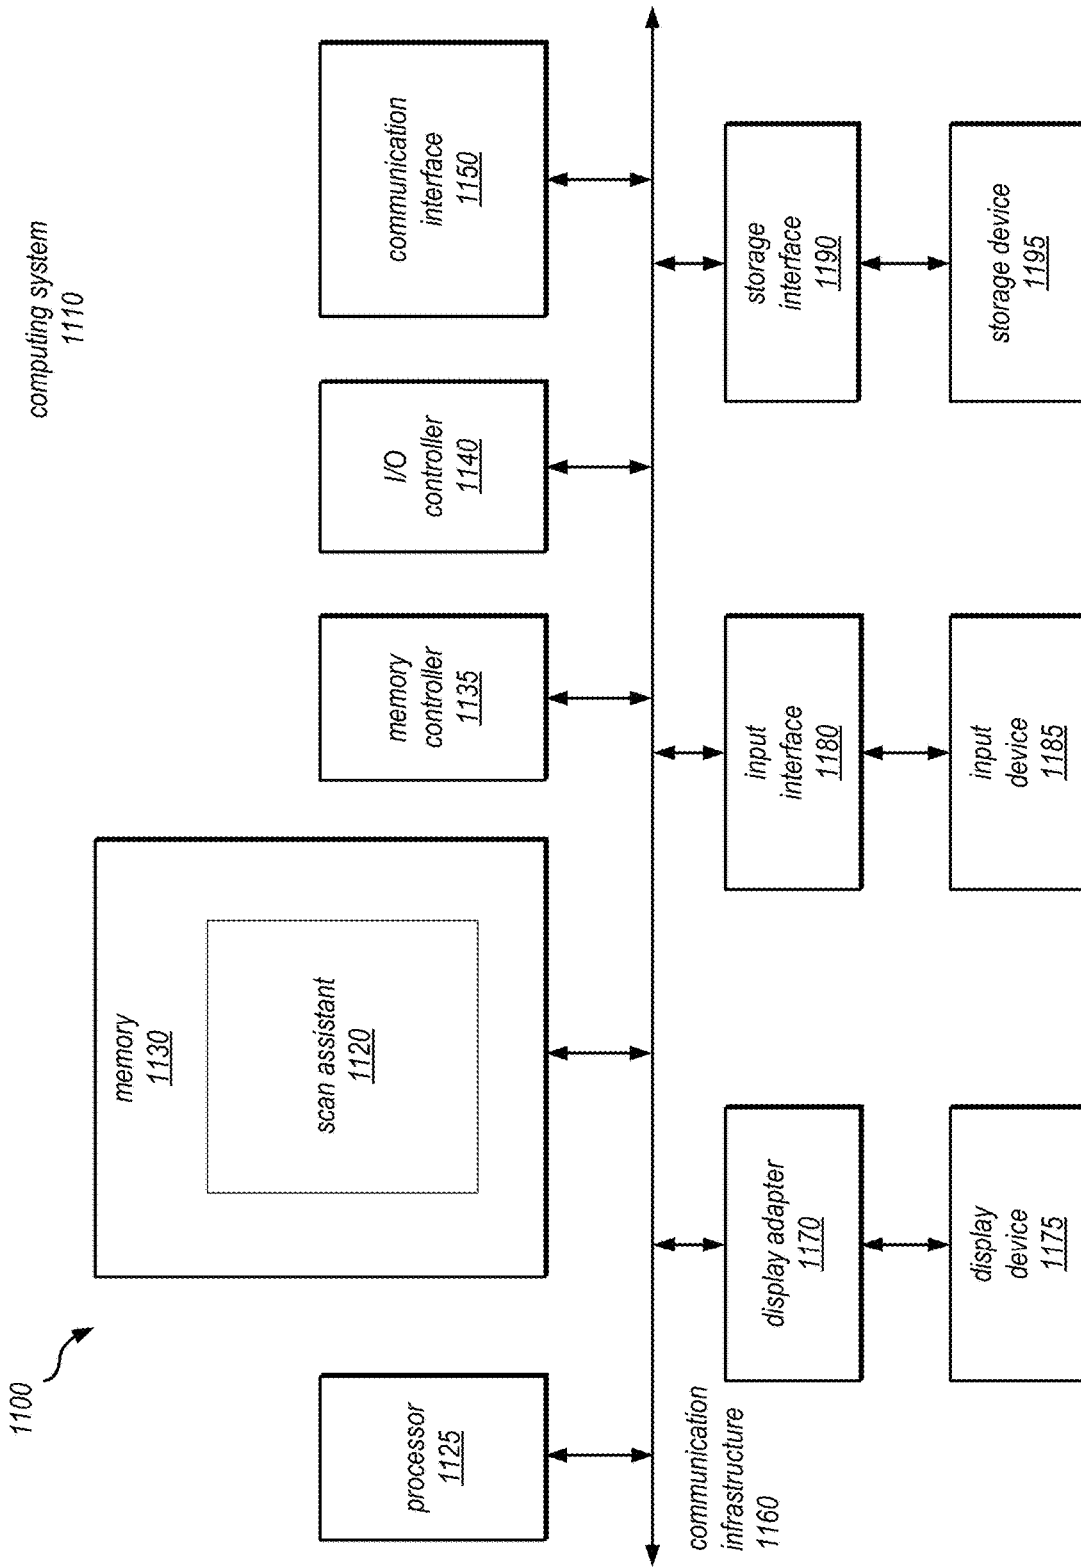 1100
computing system
1110
processor
1125
memory
1130
scan assistant
1120
memory
controller
1135
I/O
controller
1140
communication
interface
1150
communication
infrastructure
1160
display adapter
1170
input
interface
1180
storage
interface
1190
display
device
1175
input
device
1185
storage device
1195